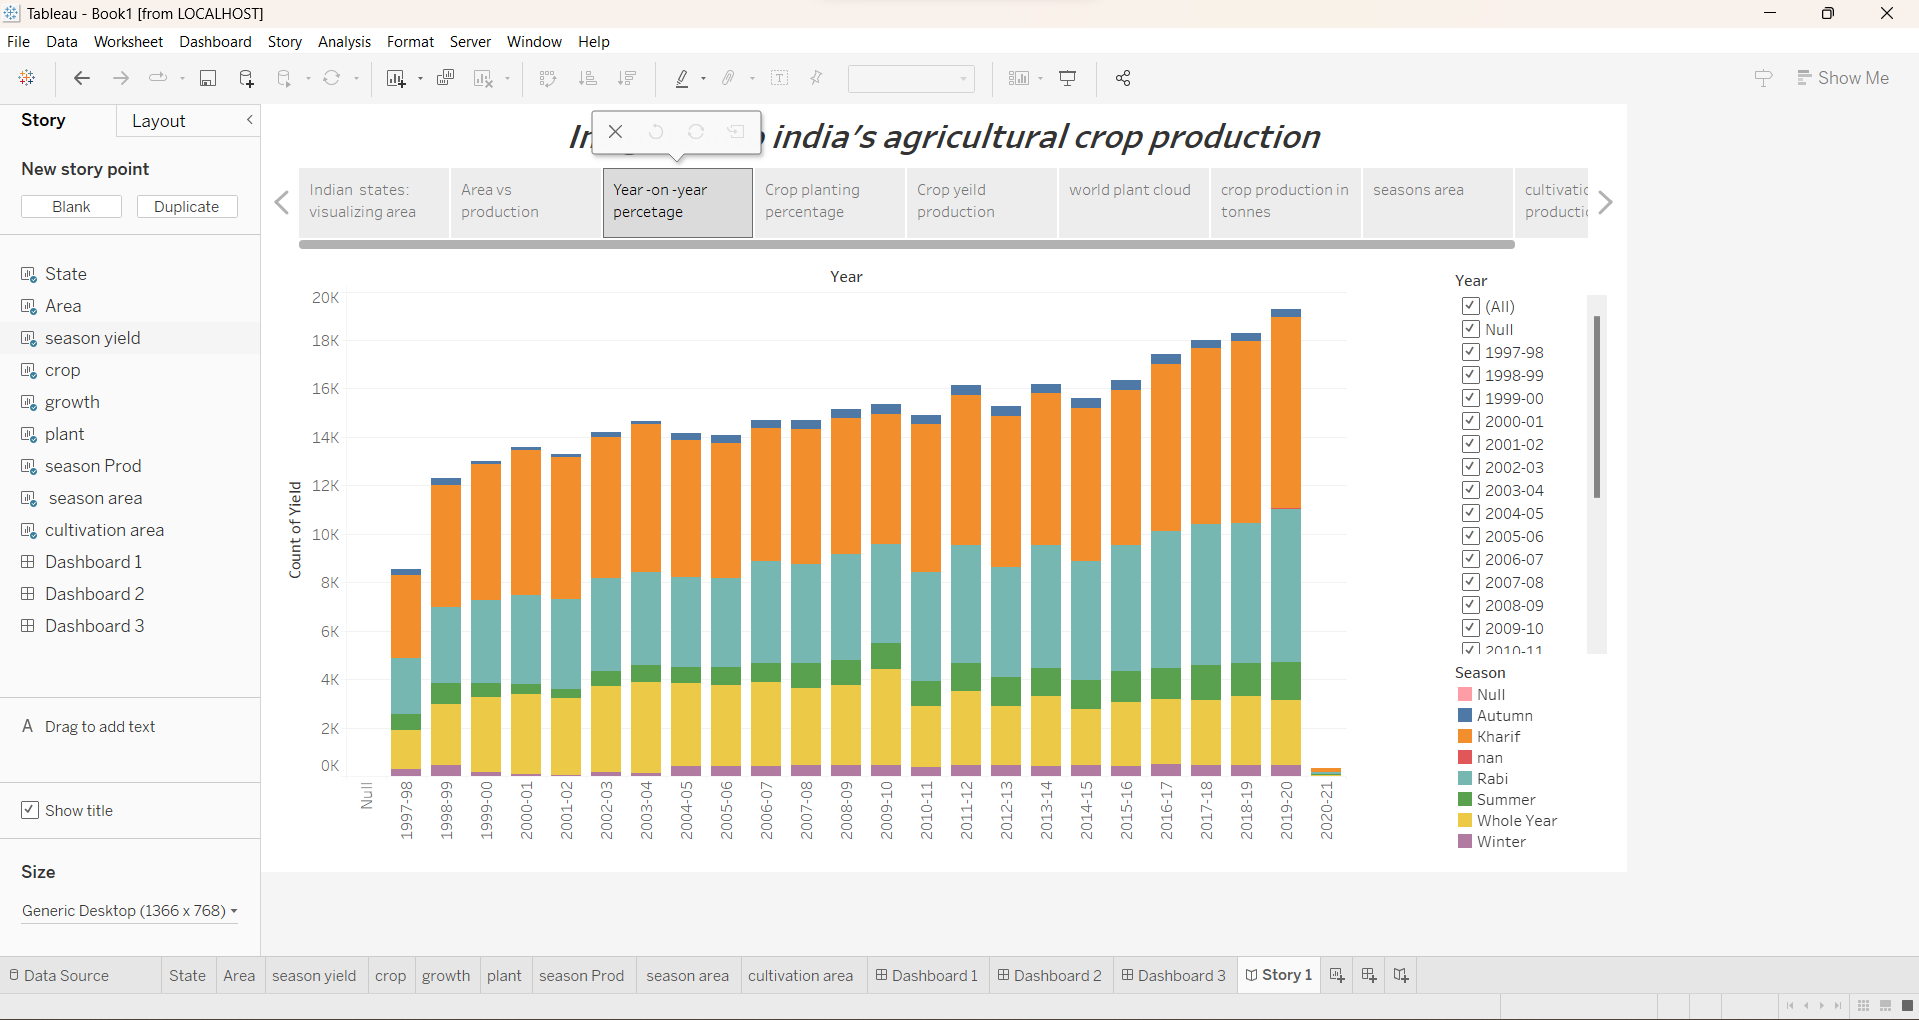 Tableau - Book1 [from LOCALHOST]
File Data Worksheet Dashboard Story Analysis Format Server Window Help
Show Me
Story
Layout
New story point
Blank
Duplicate
State
Area
season yield
crop
growth
plant
season Prod
season area
cultivation area
Dashboard 1
Dashboard 2
Dashboard 3
A Drag to add text
Show title
Size
Generic Desktop (1366 x 768)
india's agricultural crop production
Indian states:
visualizing area
Area vs
production
Year -on -year
percetage
Crop planting
percentage
Crop yeild
production
world plant cloud
crop production in
tonnes
seasons area
Year
Count of Yield
20K
18K
16K
14K
12K
10K
8K
6K
4K
2K
0K
Null
1997-98
1998-99
1999-00
2000-01
2001-02
2002-03
2003-04
2004-05
2005-06
2006-07
2007-08
2008-09
2009-10
2010-11
2011-12
2012-13
2013-14
2014-15
2015-16
2016-17
2017-18
2018-19
2019-20
2020-21
Year
(All)
Null
1997-98
1998-99
1999-00
2000-01
2001-02
2002-03
2003-04
2004-05
2005-06
2006-07
2007-08
2008-09
2009-10
2010-11
Season
Null
Autumn
Kharif
nan
Rabi
Summer
Whole Year
Winter
Data Source
State
Area
season yield
crop
growth
plant
season Prod
season area
cultivation area
Dashboard 1
Dashboard 2
Dashboard 3
Story 1